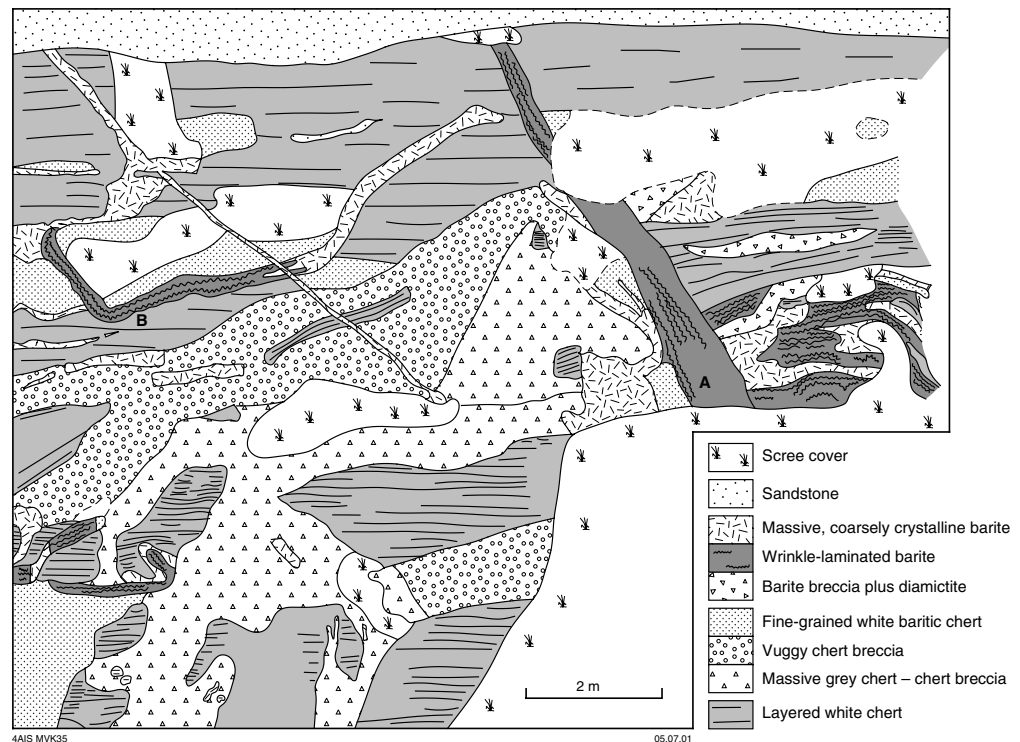 B
A
Scree cover
Sandstone
Massive, coarsely crystalline barite
Wrinkle-laminated barite
Barite breccia plus diamictite
Fine-grained white baritic chert
Vuggy chert breccia
Massive grey chert – chert breccia
Layered white chert
2 m
4AIS MVK35
05.07.01